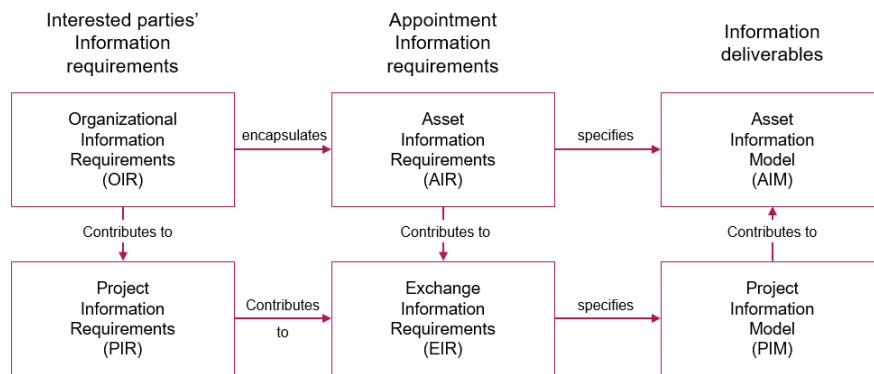 Interested parties'
Information
requirements
Appointment
Information
requirements
Information
deliverables
Organizational
Information
Requirements
(OIR)
encapsulates
Asset
Information
Requirements
(AIR)
specifies
Asset
Information
Model
(AIM)
Contributes to
Contributes to
Contributes to
Project
Information
Requirements
(PIR)
Contributes
to
Exchange
Information
Requirements
(EIR)
specifies
Project
Information
Model
(PIM)